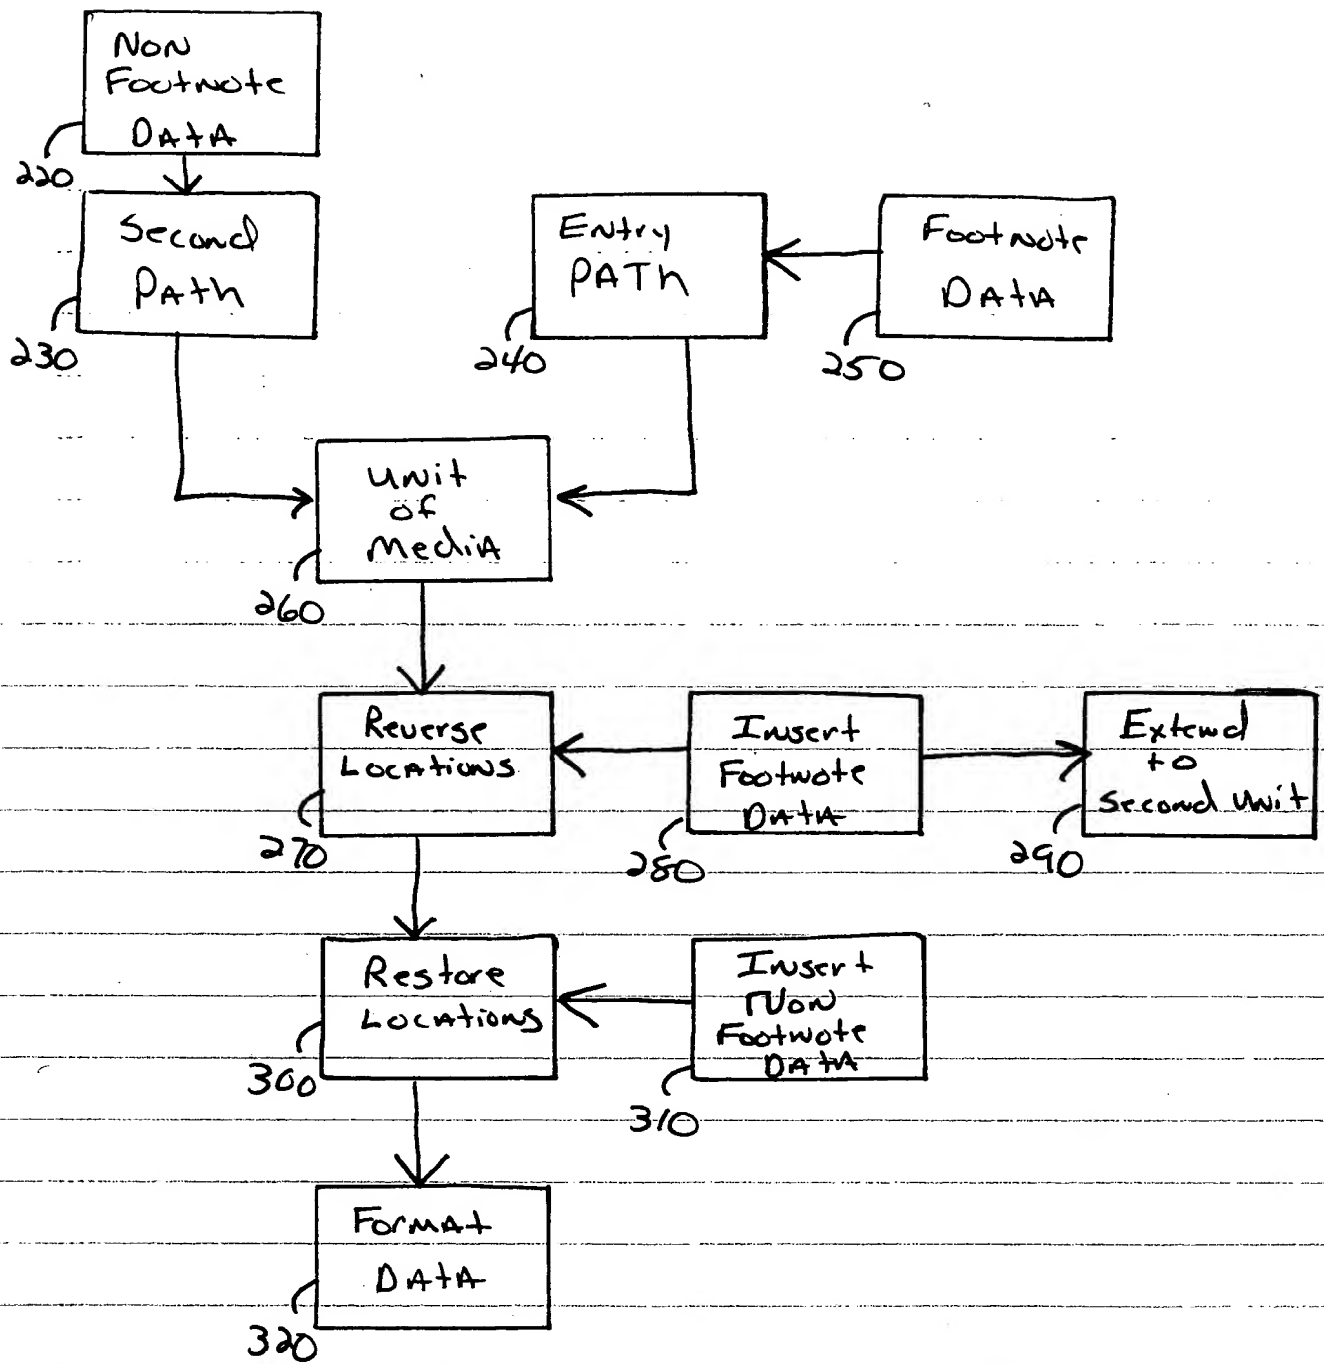 Non
Footnote
Data
220
Second
Path
230
Entry
Path
240
Footnote
Data
250
Unit
of
Media
260
Reverse
Locations
270
Insert
Footnote
Data
280
Extend
to
Second Unit
290
Restore
Locations
300
Insert
Non
Footnote
Data
310
Format
Data
320